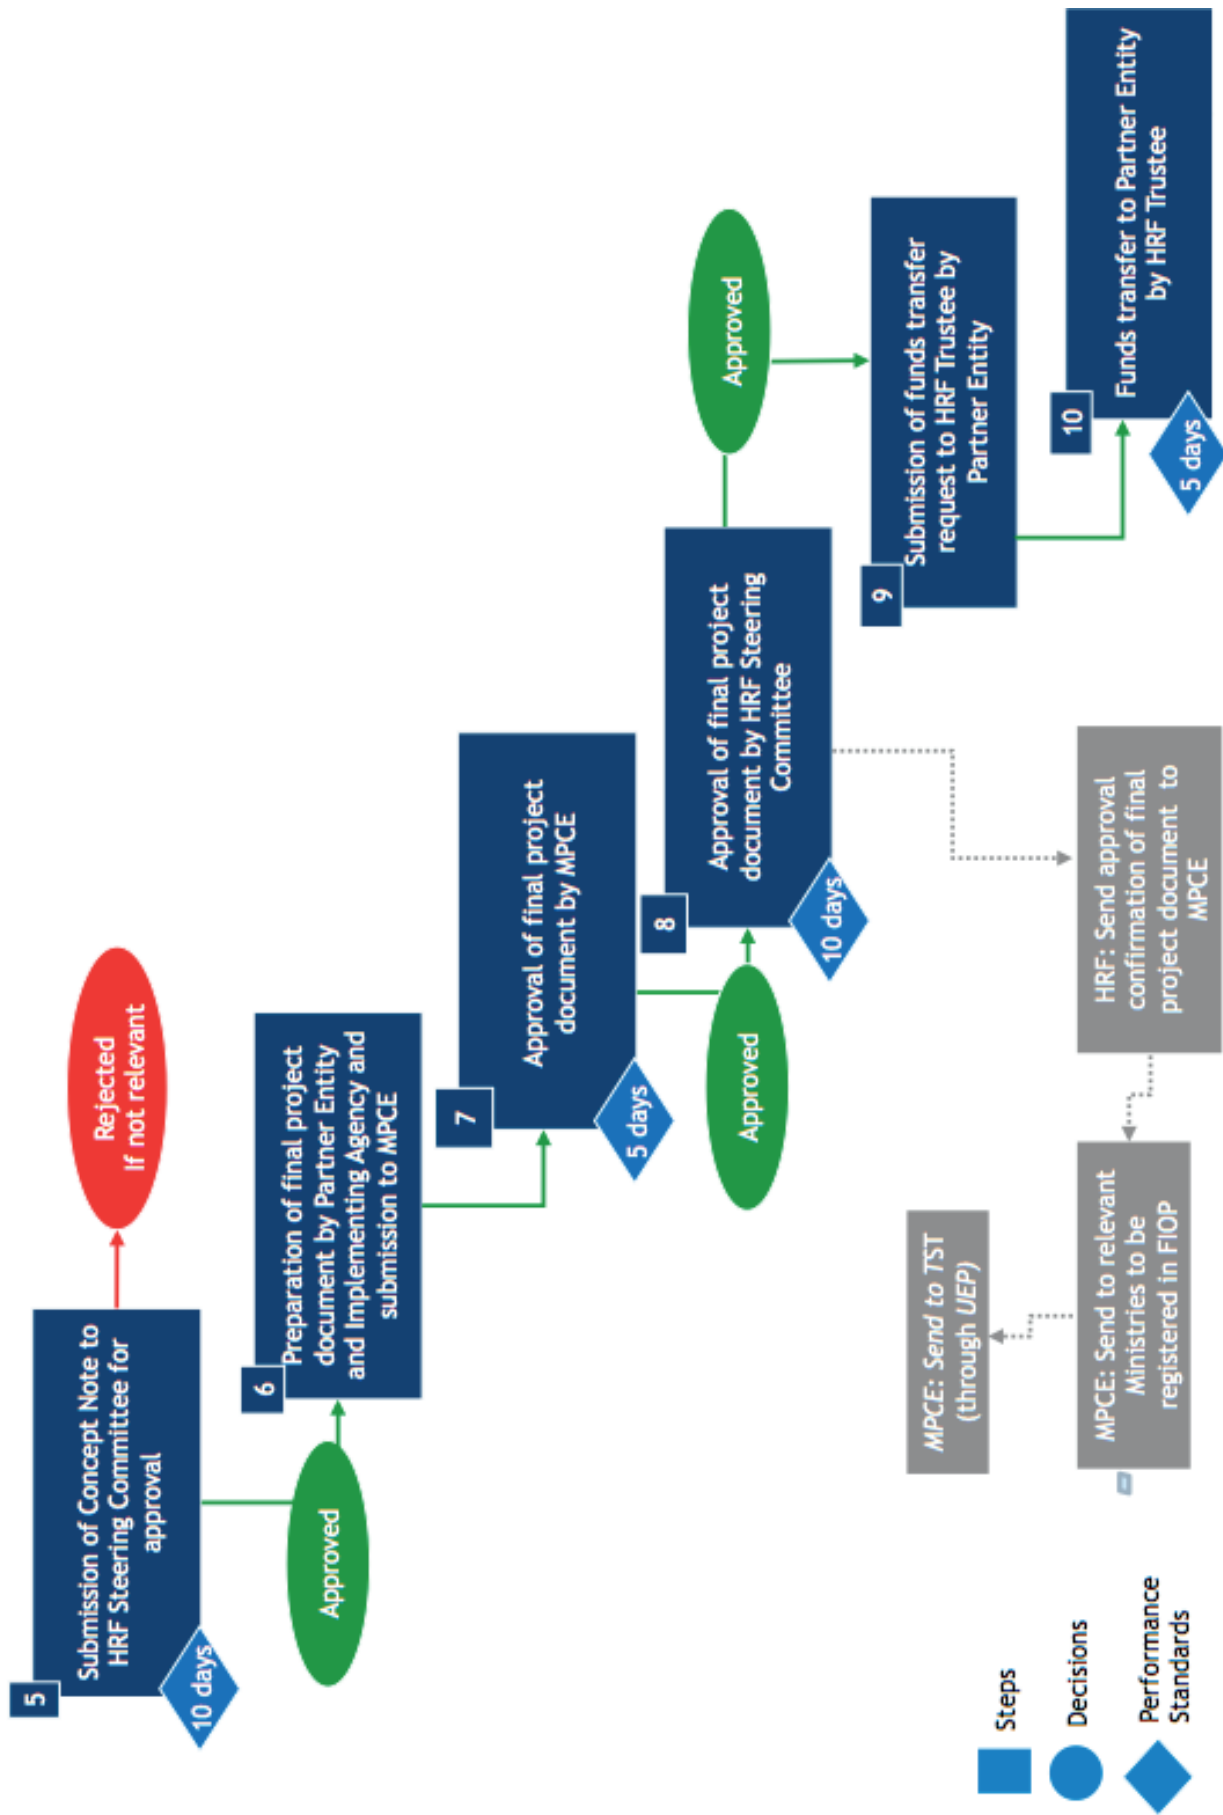 5
Submission of Concept Note to
HRF Steering Committee for
approval
10 days
Rejected
If not relevant
Approved
6
Preparation of final project
document by Partner Entity
and Implementing Agency and
submission to MPCE
7
Approval of final project
document by MPCE
5 days
Approved
8
Approval of final project
document by HRF Steering
Committee
10 days
Approved
9
Submission of funds transfer
request to HRF Trustee by
Partner Entity
10
Funds transfer to Partner Entity
by HRF Trustee
5 days
HRF: Send approval
confirmation of final
project document to
MPCE
MPCE: Send to relevant
Ministries to be
registered in FIOP
MPCE: Send to TST
(through UEP)
Steps
Decisions
Performance
Standards